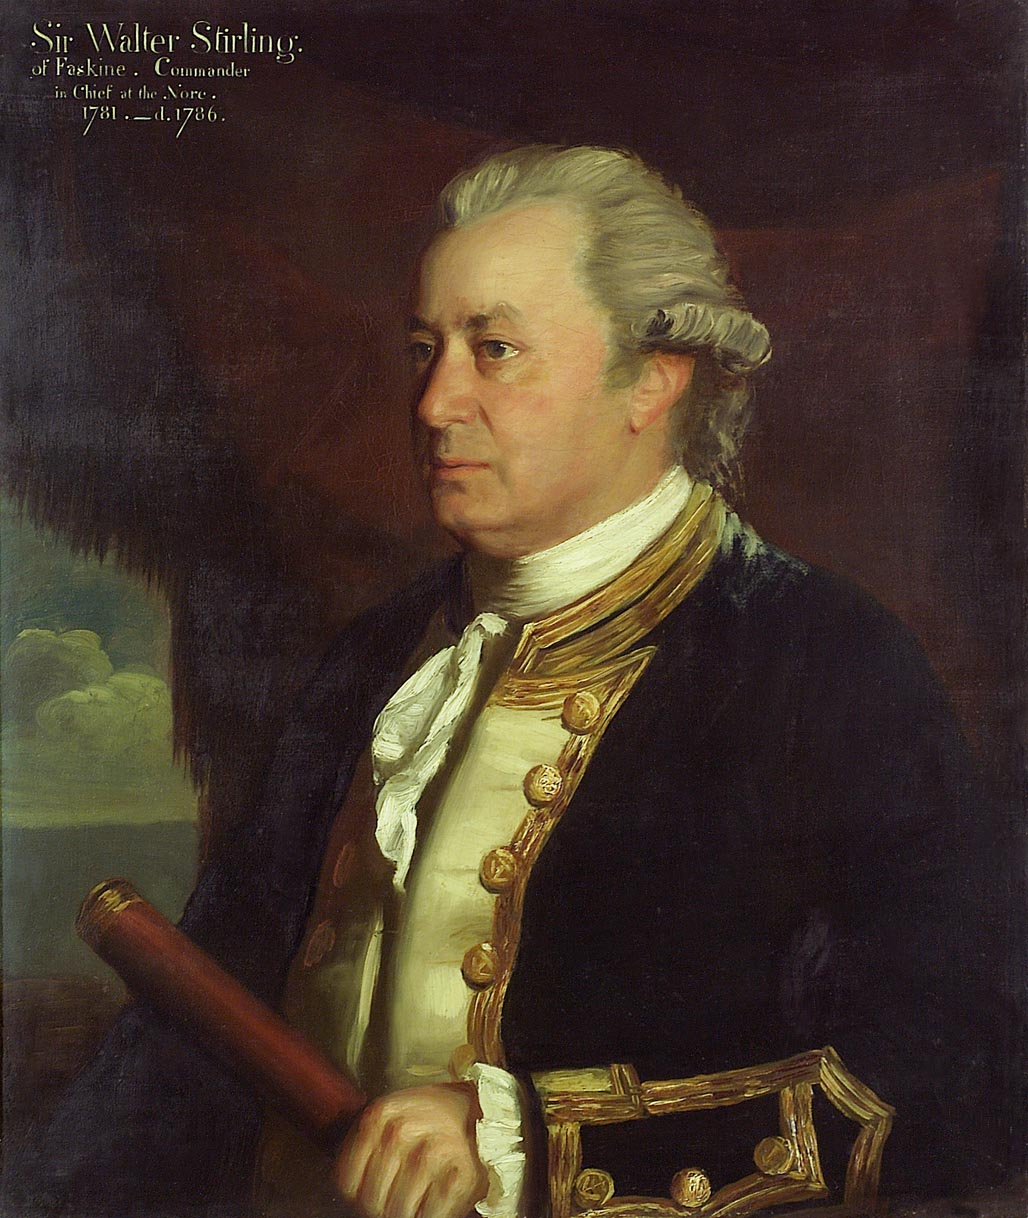 Sir Walter Stirling.
of Faskine. Commander
in Chief at the Nore.
1781.—d.1786.